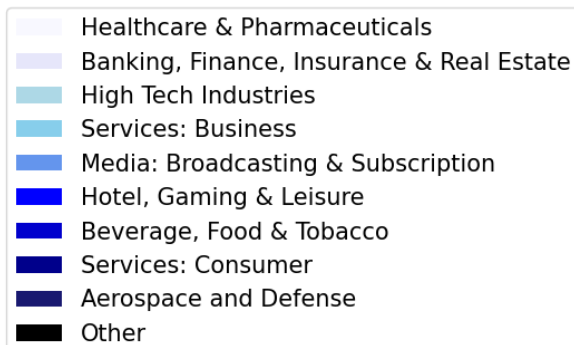 Healthcare & Pharmaceuticals
Banking, Finance, Insurance & Real Estate
High Tech Industries
Services: Business
Media: Broadcasting & Subscription
Hotel, Gaming & Leisure
Beverage, Food & Tobacco
Services: Consumer
Aerospace and Defense
Other